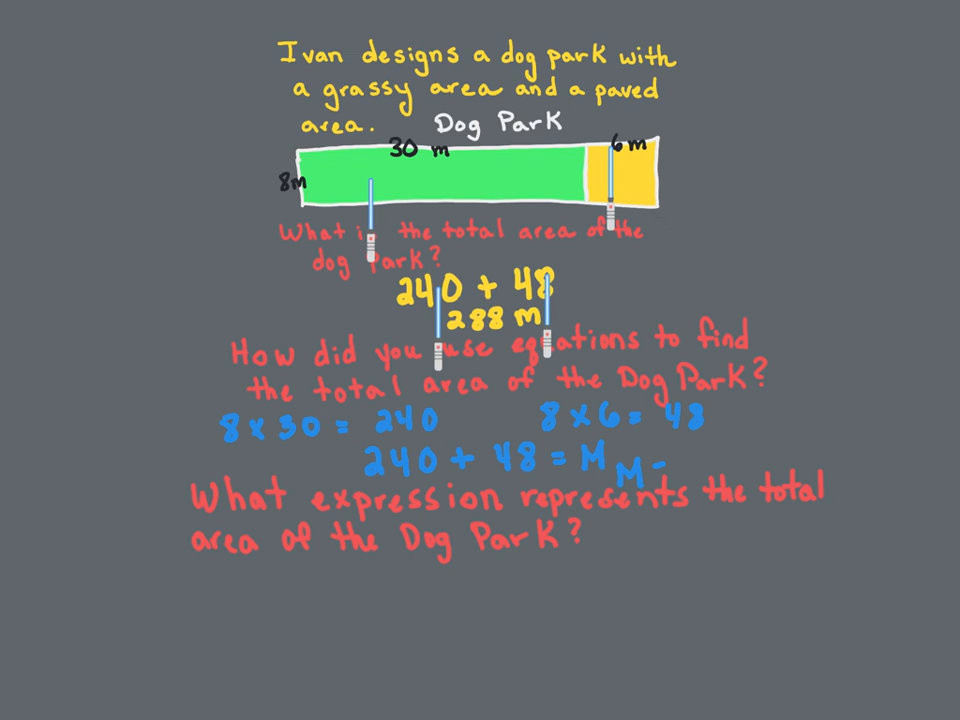 Ivan designs a dog park with
a grassy area and a paved
area. Dog Park
30 m 6 m
8m
What is the total area of the
dog Park?
240 + 48
288 m
How did you use equations to find
the total area of the Dog Park?
8 x 30 = 240 8 x 6 = 48
240 + 48 = M M =
What expression represents the total
area of the Dog Park?